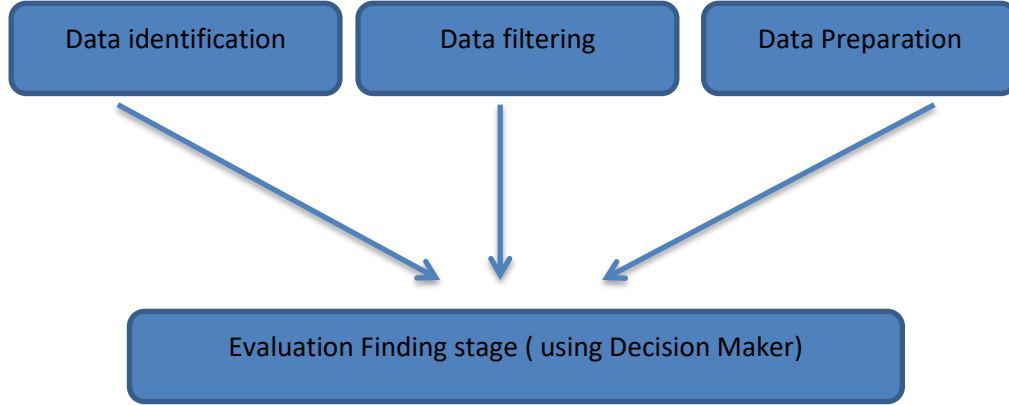 Data identification
Data filtering
Data Preparation
Evaluation Finding stage ( using Decision Maker)